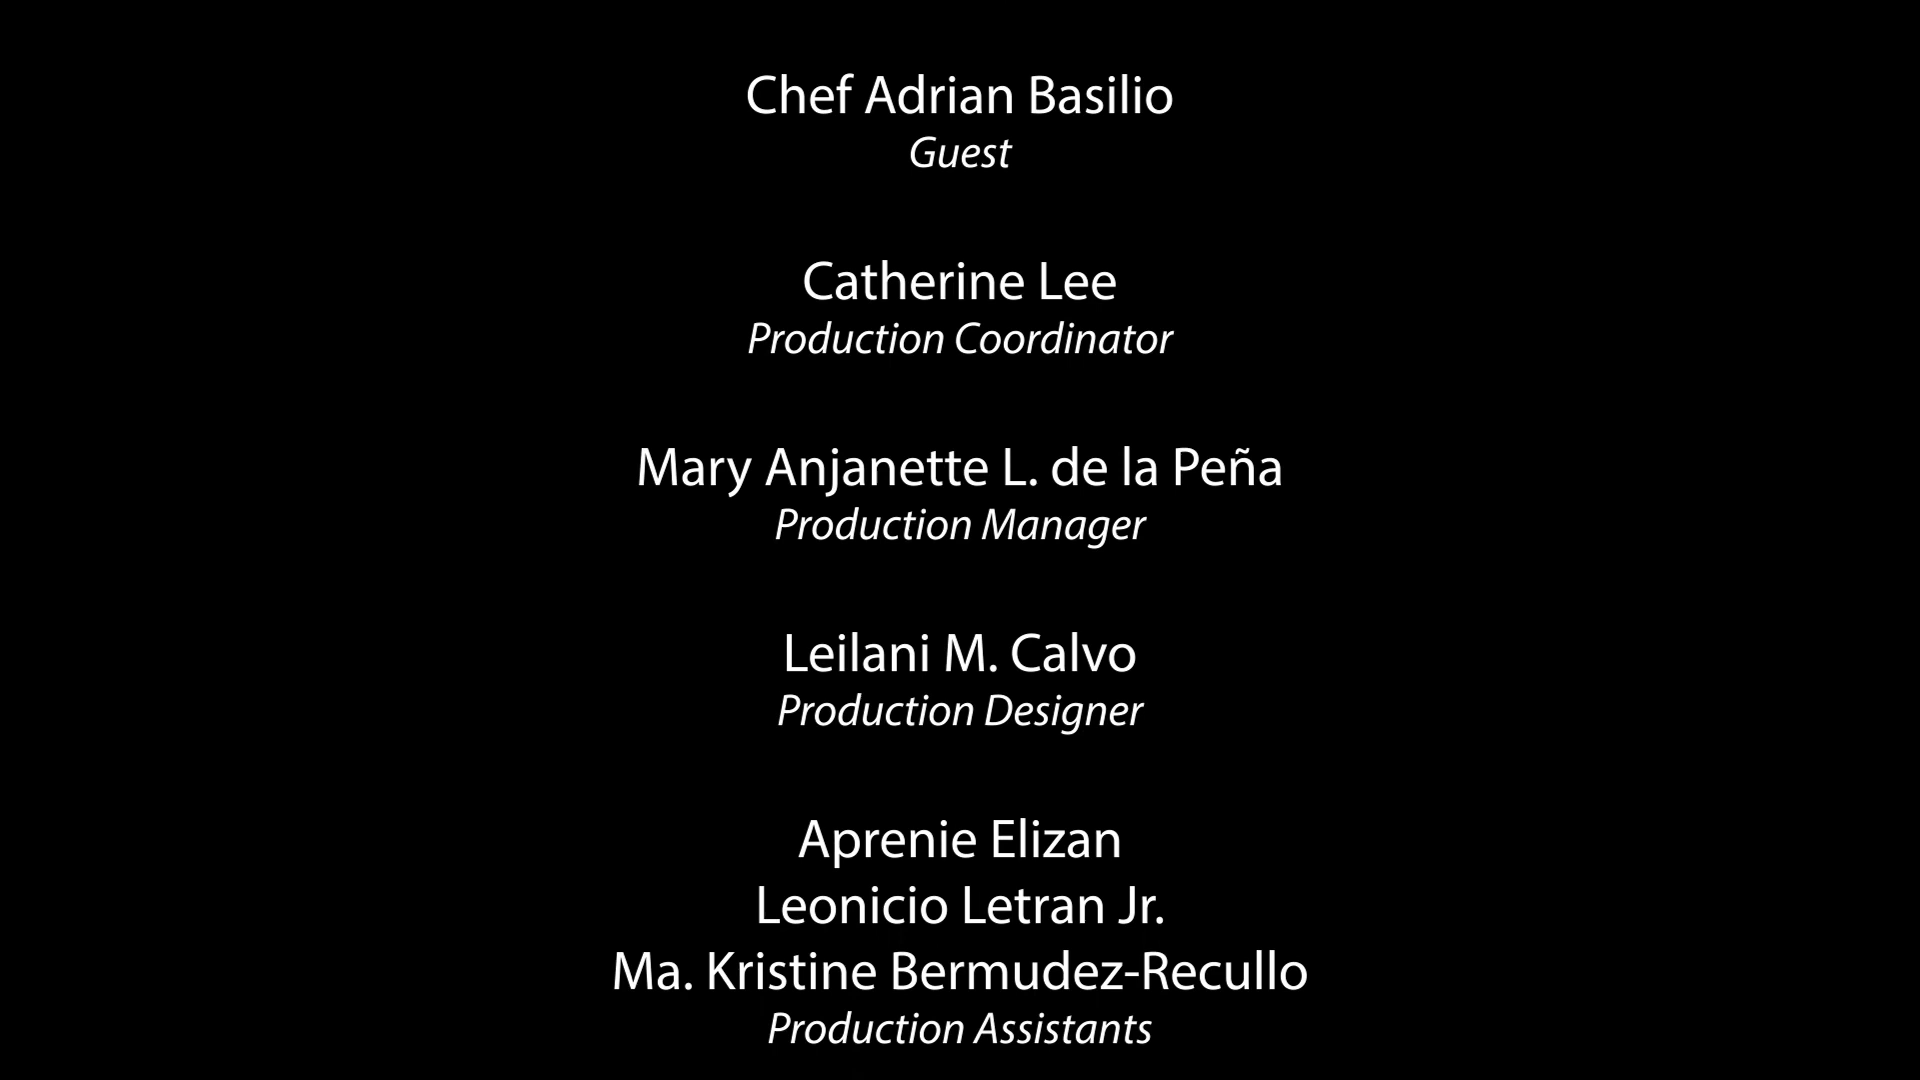 Chef Adrian Basilio
Guest
Catherine Lee
Production Coordinator
Mary Anjanette L. de la Peña
Production Manager
Leilani M. Calvo
Production Designer
Aprenie Elizan
Leonicio Letran Jr.
Ma. Kristine Bermudez-Recullo
Production Assistants